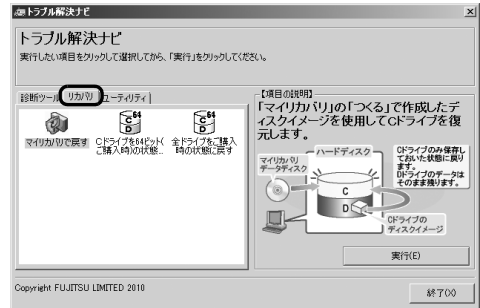 トラブル解決ナビ
トラブル解決ナビ
実行したい項目をクリックして選択してから、「実行」をクリックしてください。
診断ツール
リカバリ
ユーティリティ
マイリカバリで戻す
Cドライブを64ビット(
ご購入時)の状態...
全ドライブをご購入
時の状態に戻す
【項目の説明】
「マイリカバリ」の「つくる」で作成したデ
ィスクイメージを使用してCドライブを復
元します。
マイリカバリ
データディスク
ハードディスク
C
D
Cドライブのみ保存し
ておいた状態に戻り
ます。
Dドライブのデータは
そのまま残ります。
Cドライブの
ディスクイメージ
実行(E)
Copyright FUJITSU LIMITED 2010
終了(X)